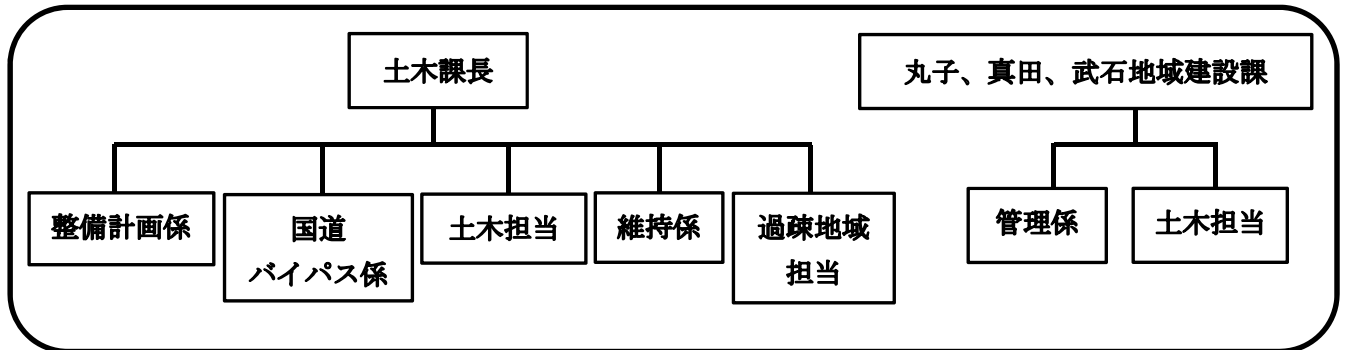 土木課長
丸子、真田、武石地域建設課
整備計画係
国道
バイパス係
土木担当
維持係
過疎地域
担当
管理係
土木担当